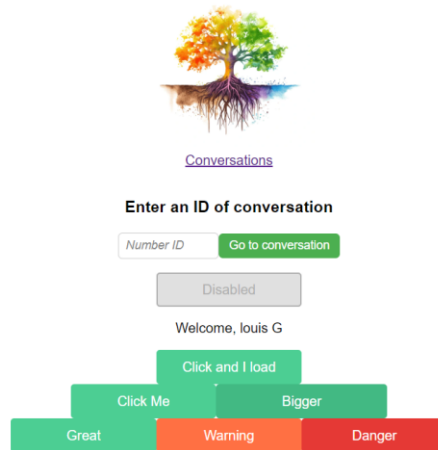 Conversations
Enter an ID of conversation
Number ID Go to conversation
Disabled
Welcome, louis G
Click and I load
Click Me Bigger
Great Warning Danger